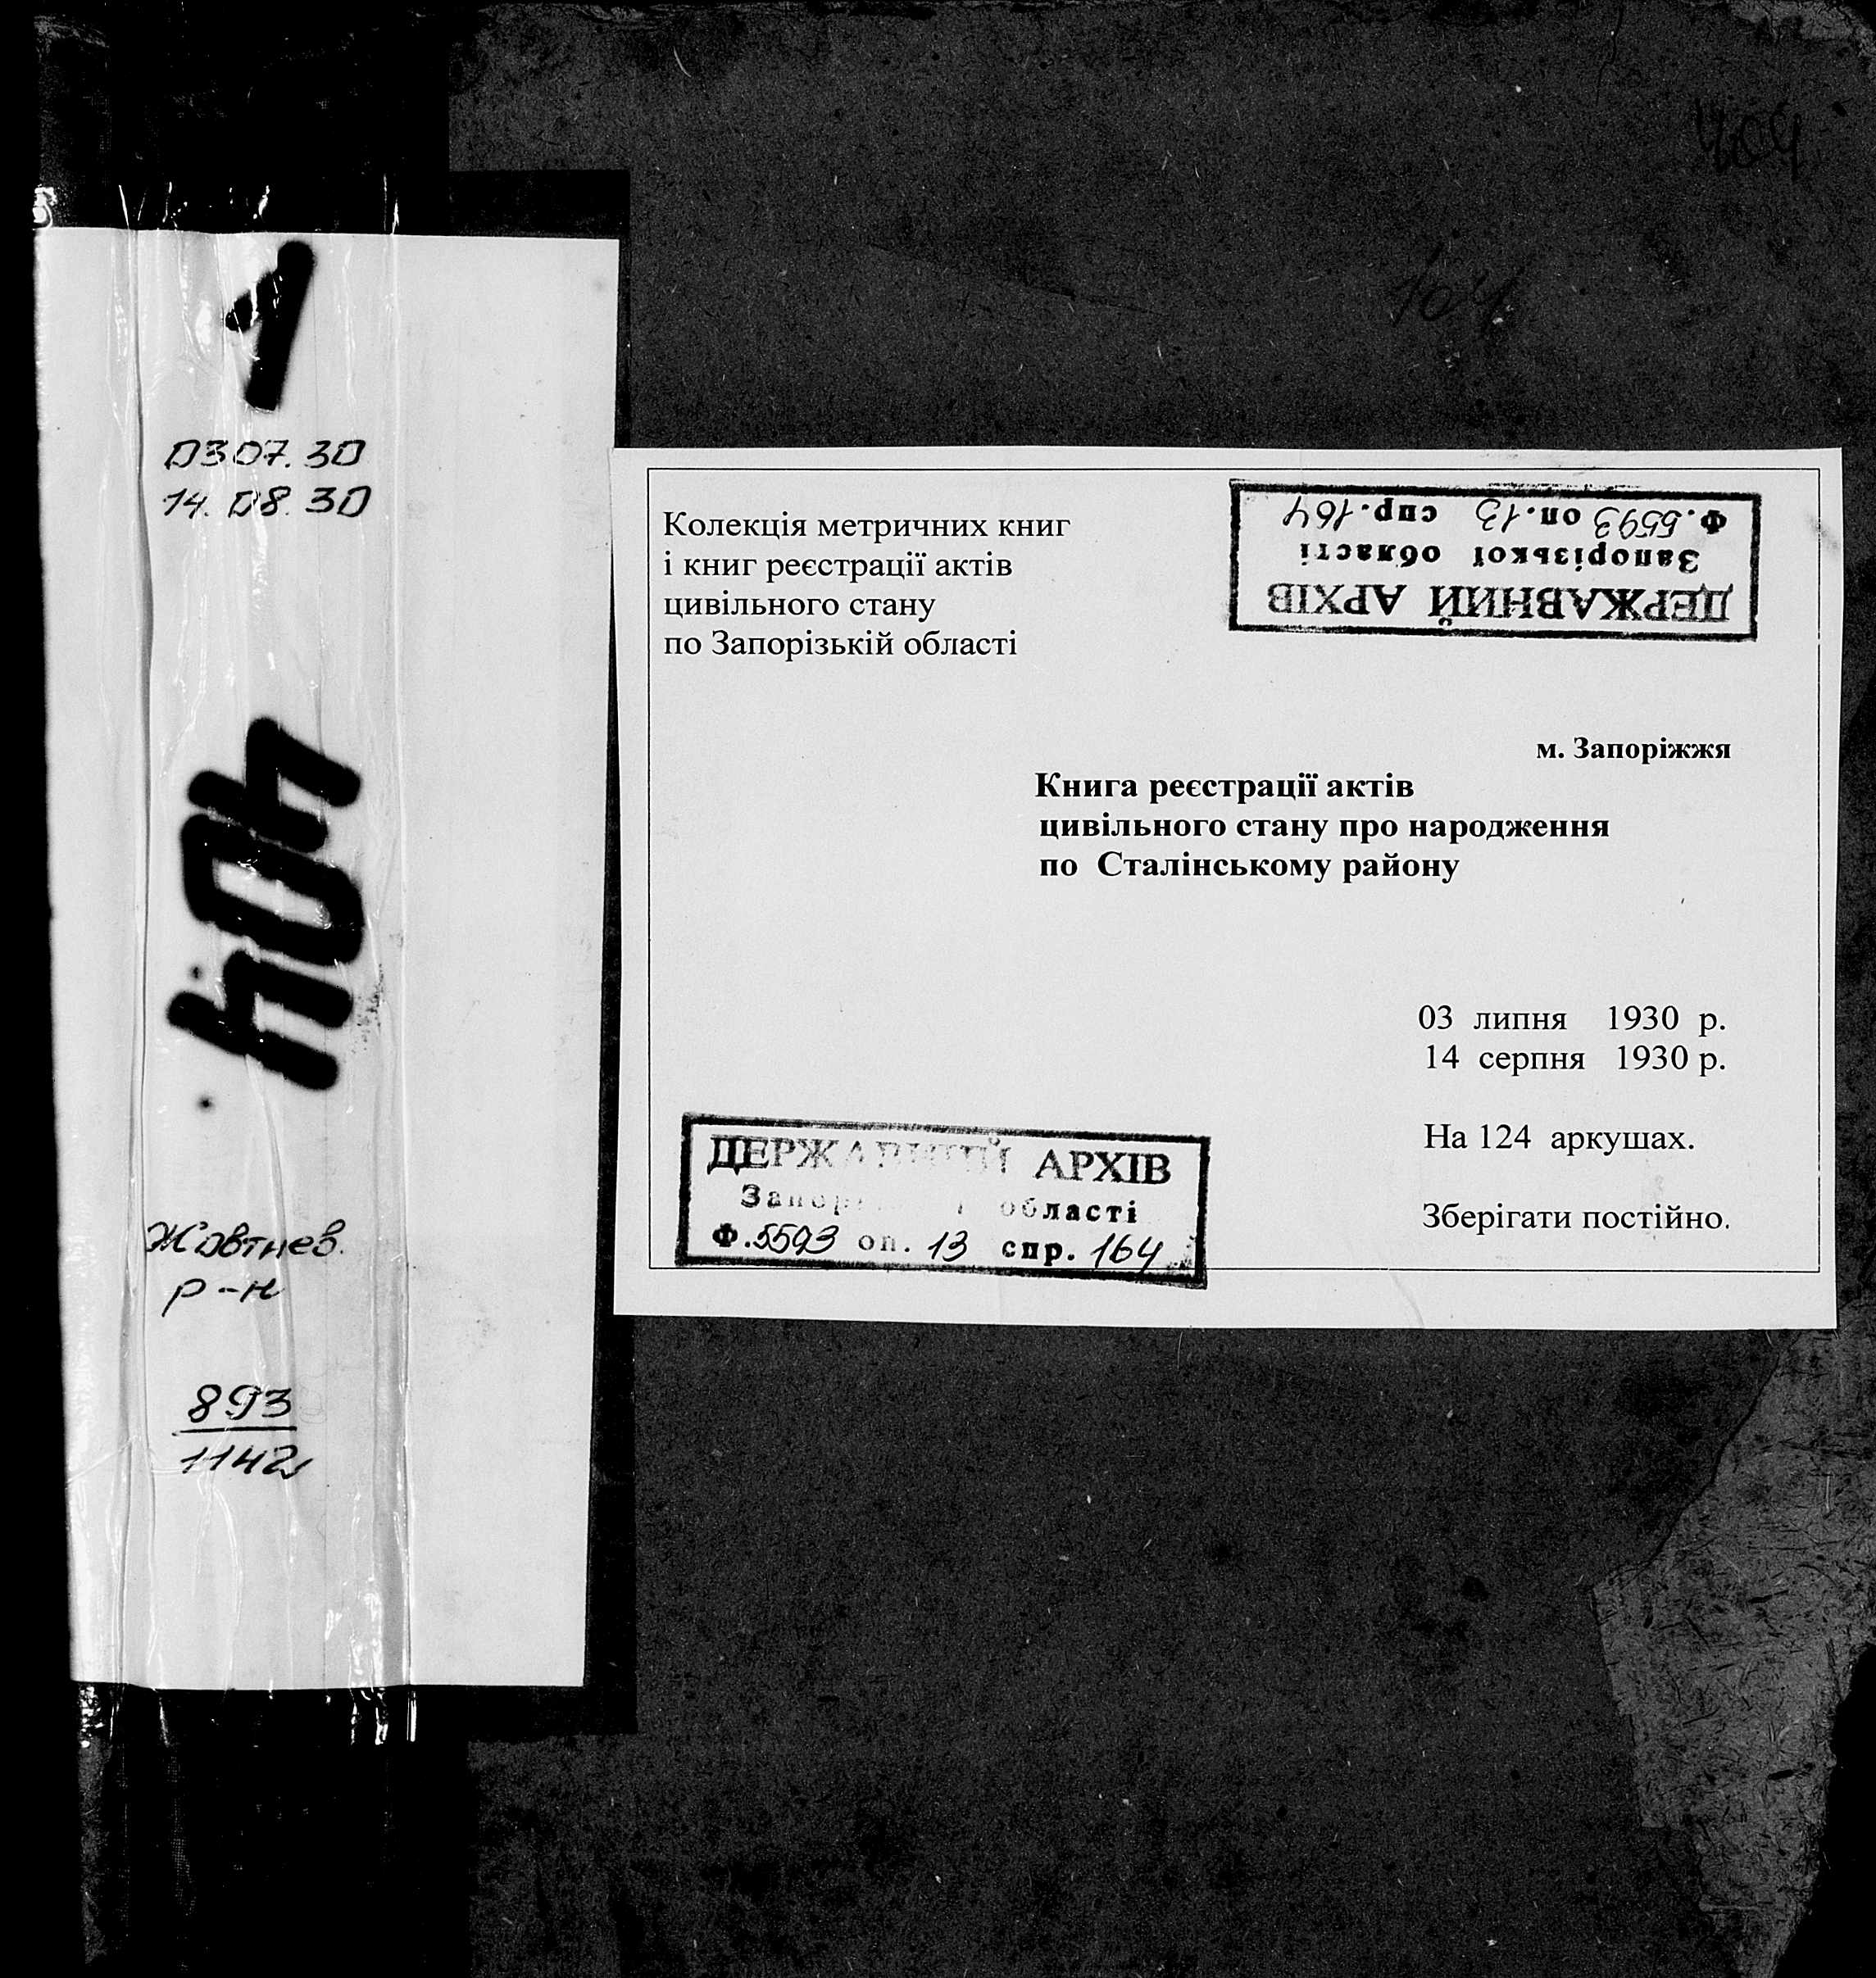 1
0307.30
14.08.30
404
Жовтнев.
р-н
893
1142
404
104
Колекція метричних книг
і книг реєстрації актів
цивільного стану
по Запорізькій області
ДЕРЖАВНИЙ АРХІВ
Запорізької області
Ф.5593 оп.13 спр.164
м. Запоріжжя
Книга реєстрації актів
цивільного стану про народження
по Сталінському району
03 липня 1930 р.
14 серпня 1930 р.
На 124 аркушах.
Зберігати постійно.
ДЕРЖАВНИЙ АРХІВ
Запорізької області
Ф.5593 оп. 13 спр. 164